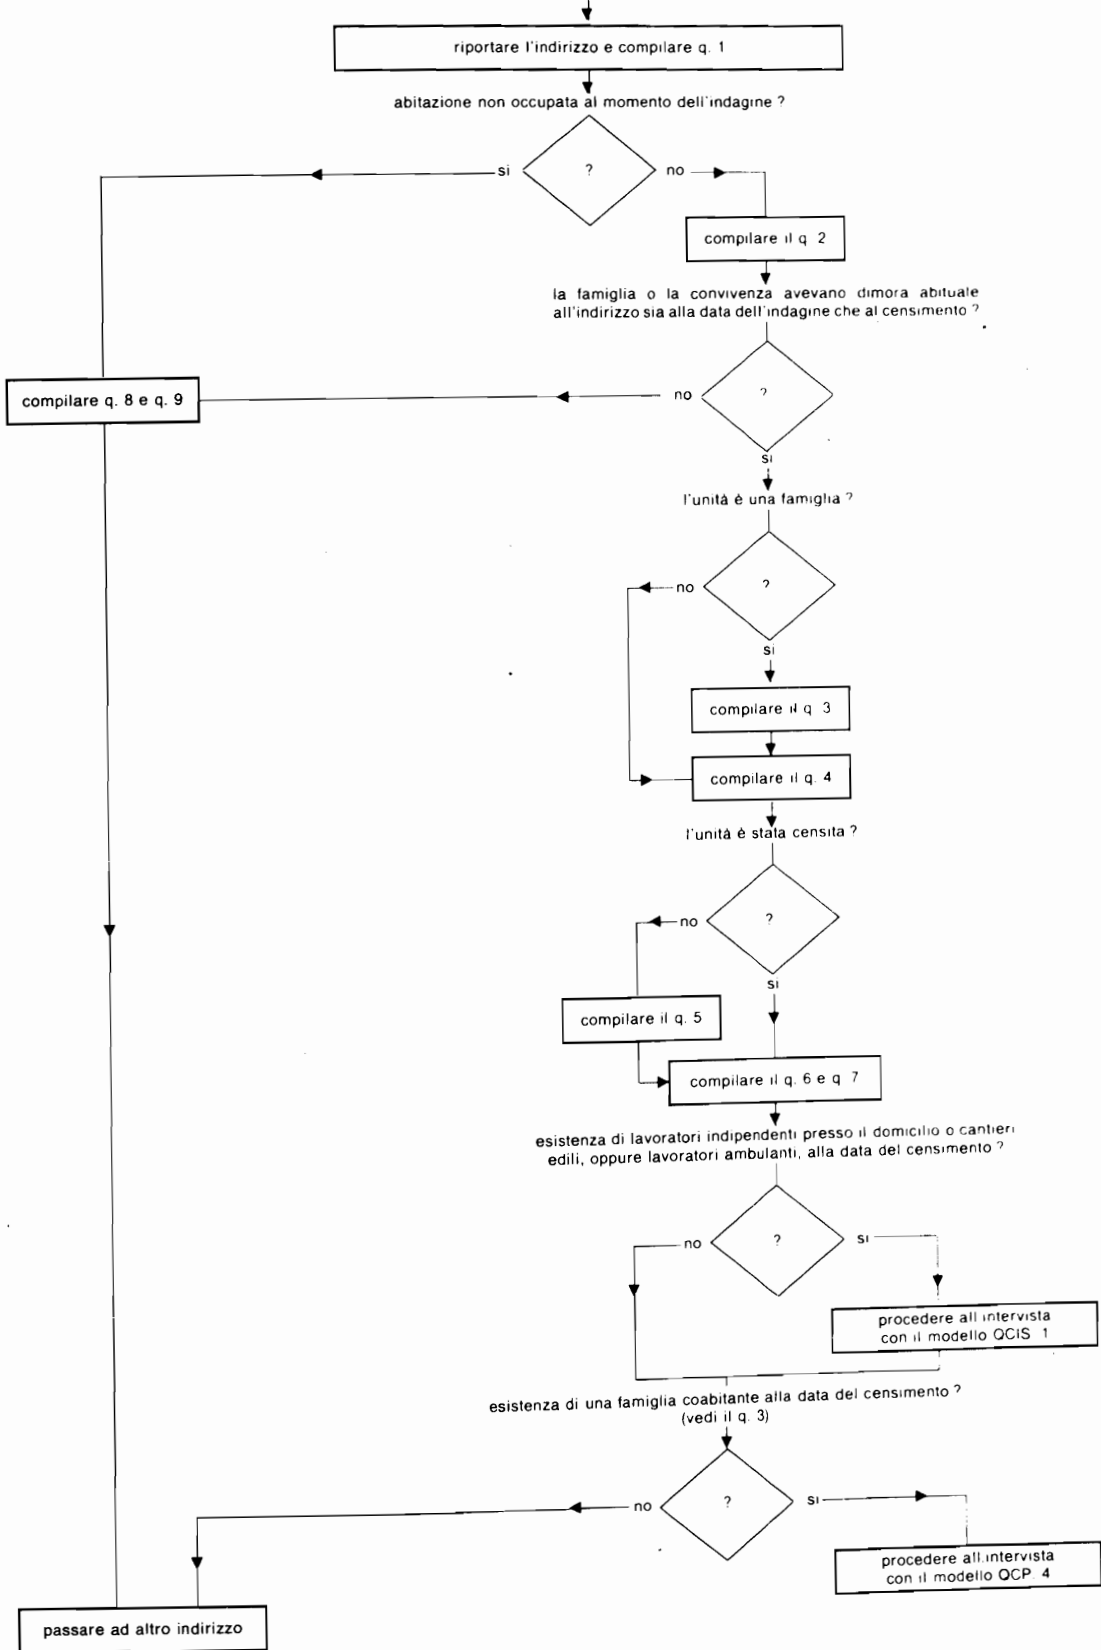 riportare l'indirizzo e compilare q. 1
abitazione non occupata al momento dell'indagine ?
si
?
no
compilare il q 2
la famiglia o la convivenza avevano dimora abituale
all'indirizzo sia alla data dell'indagine che al censimento ?
compilare q. 8 e q. 9
no
?
si
l'unità è una famiglia ?
no
?
si
compilare il q 3
compilare il q. 4
l'unità è stata censita ?
no
?
si
compilare il q. 5
compilare il q. 6 e q 7
esistenza di lavoratori indipendenti presso il domicilio o cantieri
edili, oppure lavoratori ambulanti, alla data del censimento ?
no
?
si
procedere all intervista
con il modello QCIS 1
esistenza di una famiglia coabitante alla data del censimento ?
(vedi il q. 3)
no
?
si
procedere all.intervista
con il modello QCP. 4
passare ad altro indirizzo